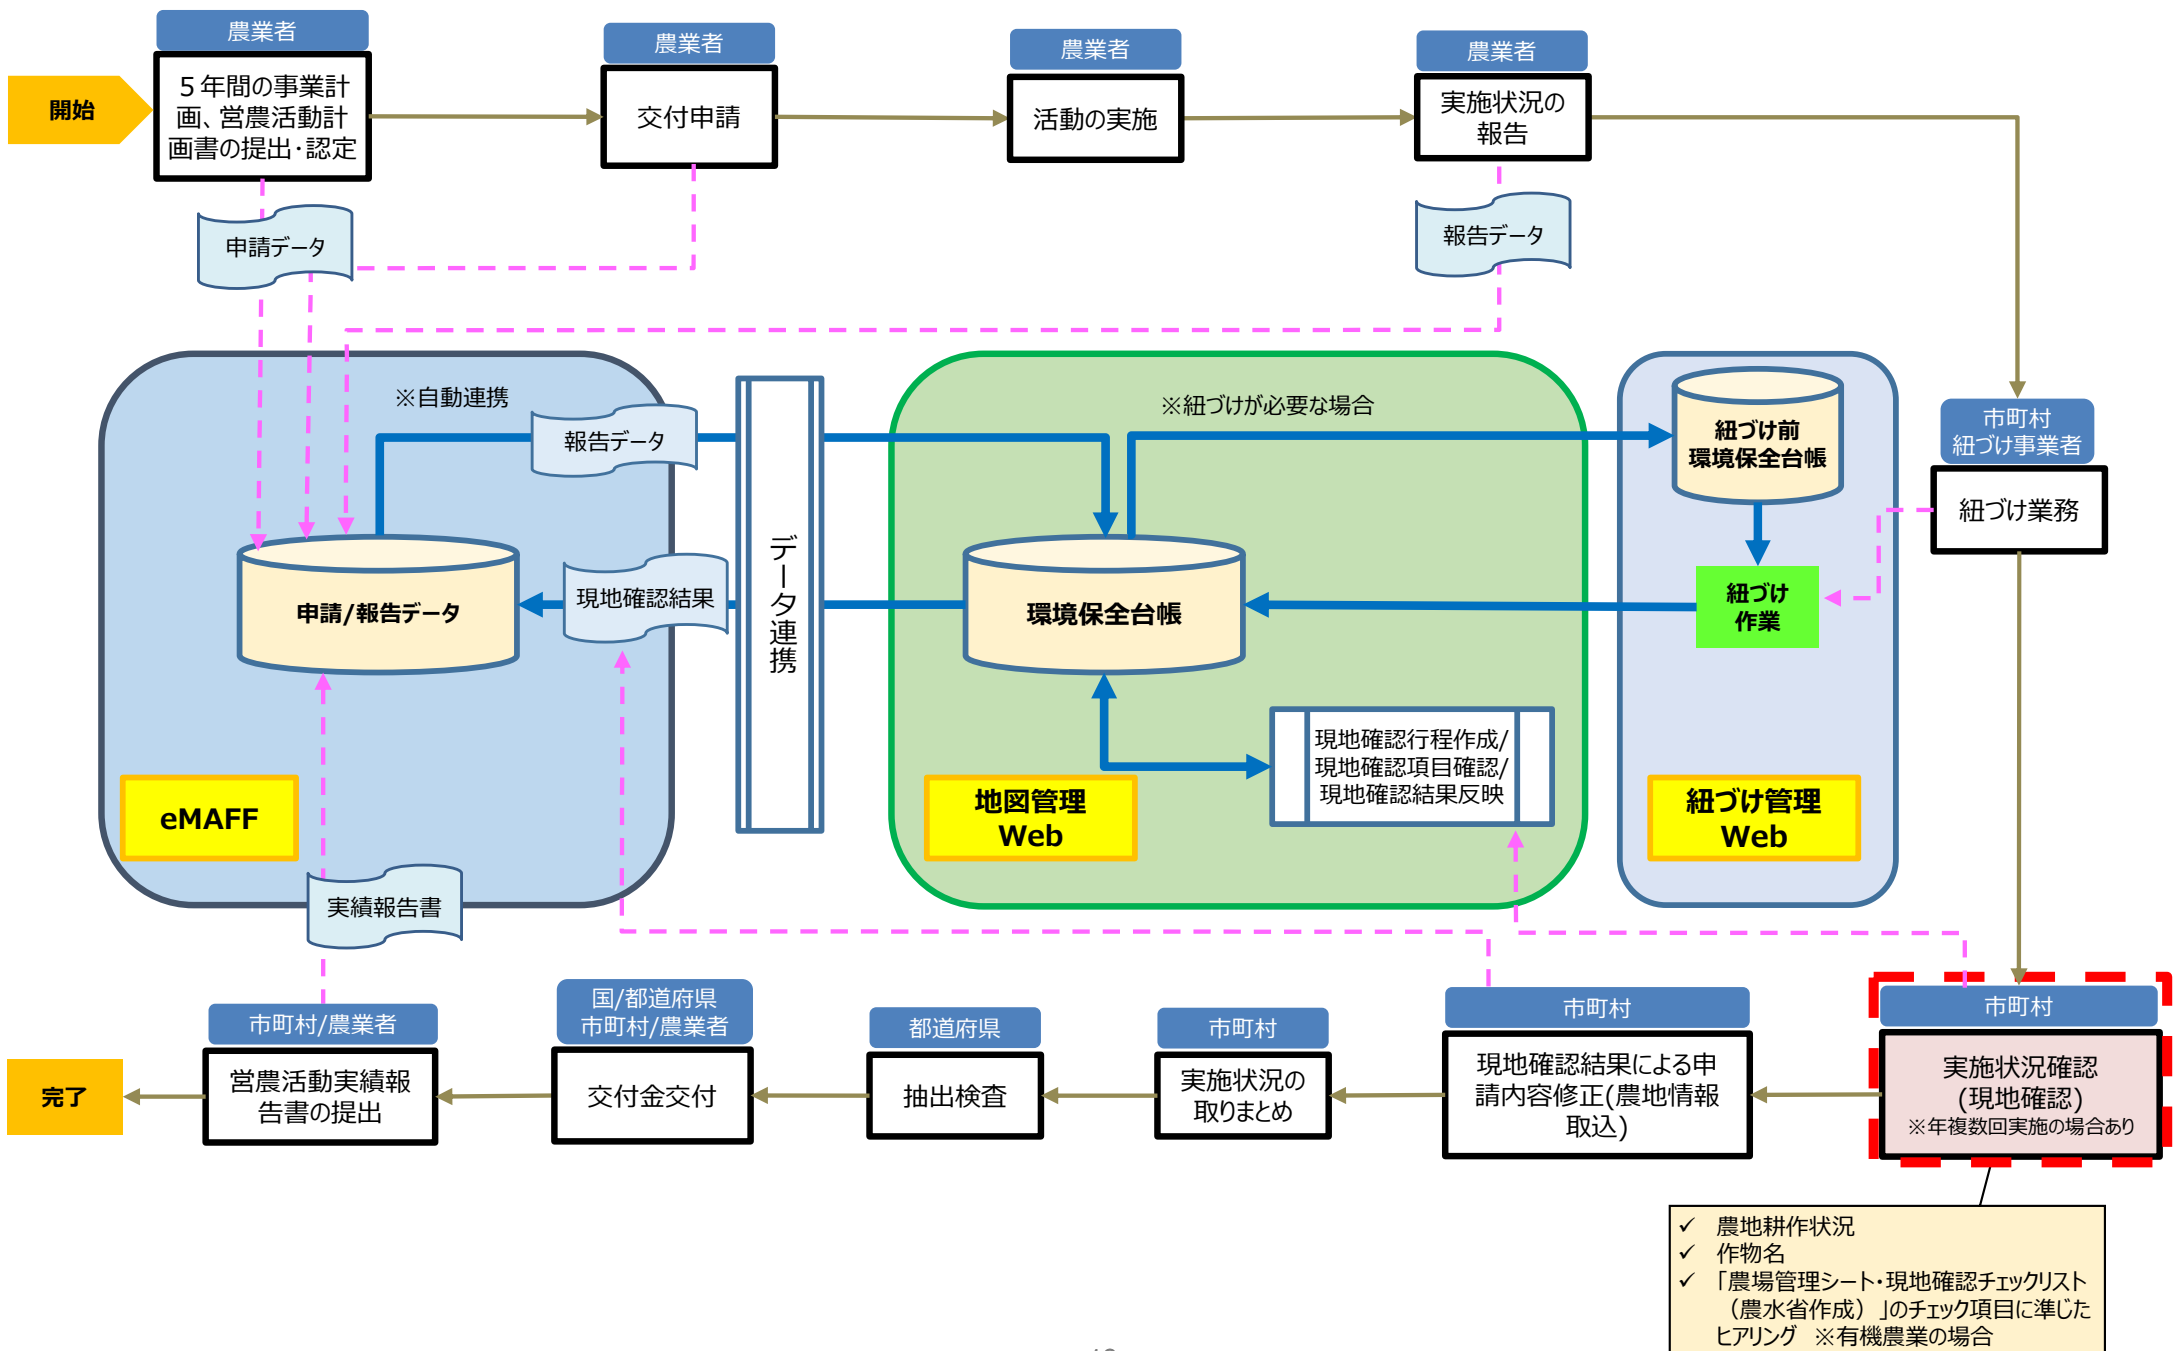 農業者
５年間の事業計
画、営農活動計
画書の提出・認定
農業者
交付申請
農業者
活動の実施
農業者
実施状況の
報告
開始
申請データ
報告データ
※自動連携
報告データ
※紐づけが必要な場合
紐づけ前
環境保全台帳
市町村
紐づけ事業者
紐づけ業務
申請/報告データ
現地確認結果
データ連携
環境保全台帳
紐づけ
作業
現地確認行程作成/
現地確認項目確認/
現地確認結果反映
eMAFF
地図管理
Web
紐づけ管理
Web
実績報告書
市町村/農業者
営農活動実績報
告書の提出
国/都道府県
市町村/農業者
交付金交付
都道府県
抽出検査
市町村
実施状況の
取りまとめ
市町村
現地確認結果による申
請内容修正(農地情報
取込)
市町村
実施状況確認
(現地確認)
※年複数回実施の場合あり
完了
✓ 農地耕作状況
✓ 作物名
✓ 「農場管理シート・現地確認チェックリスト
（農水省作成）」のチェック項目に準じた
ヒアリング ※有機農業の場合